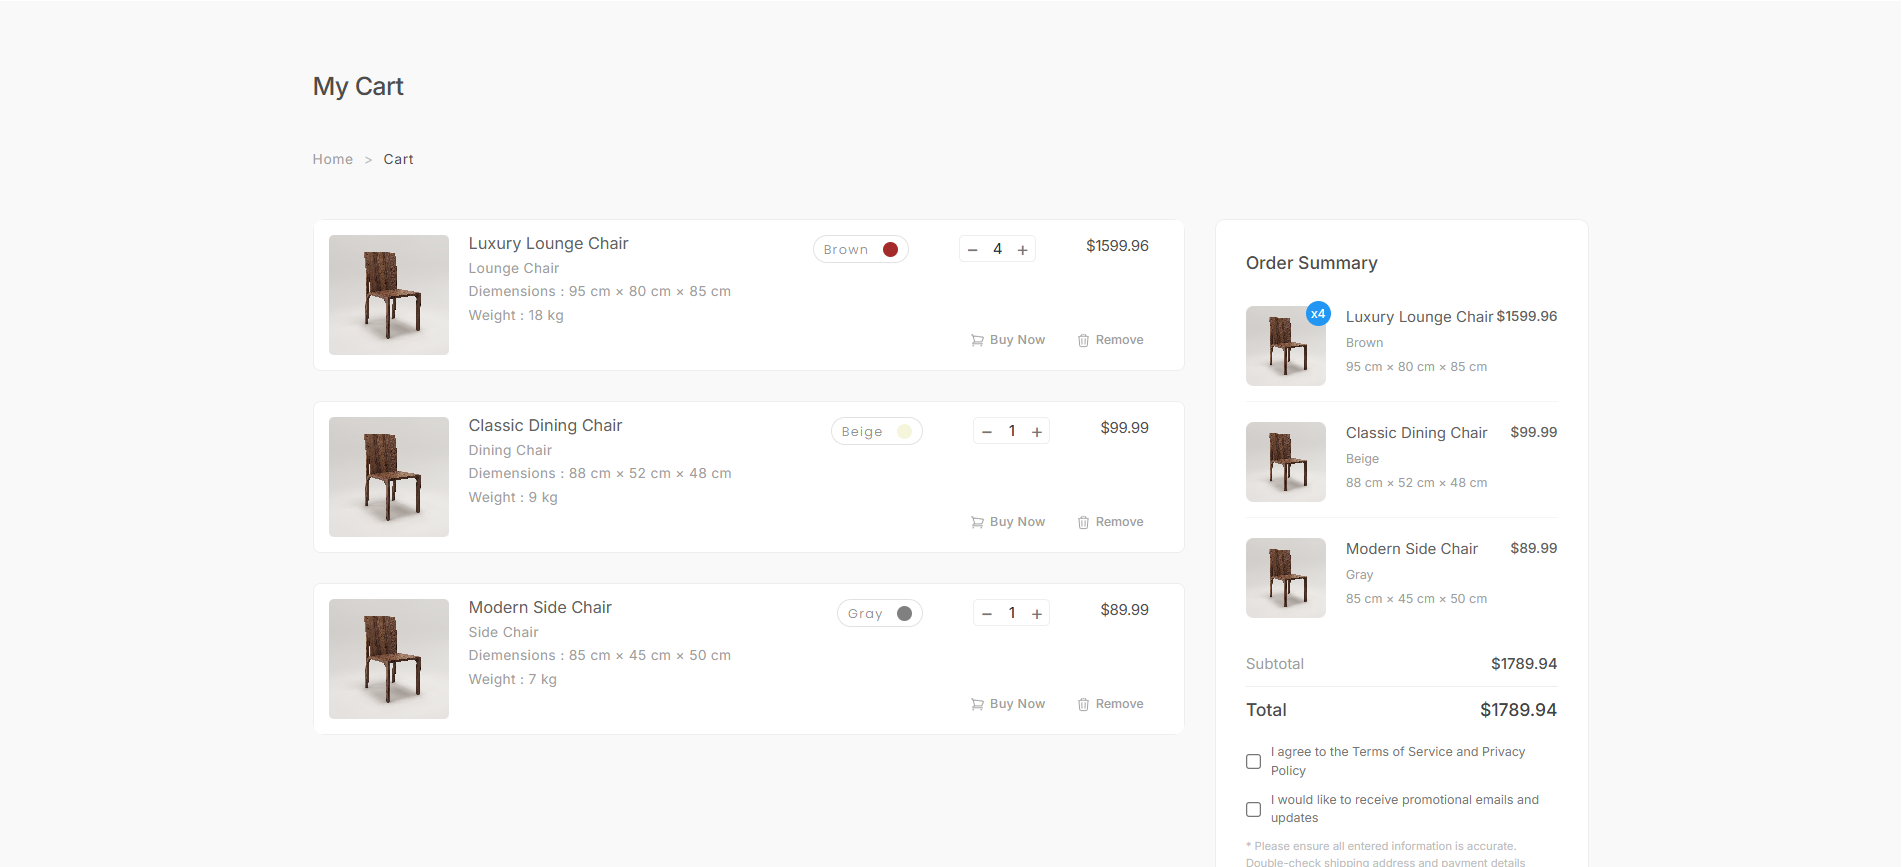 My Cart
Home > Cart
Luxury Lounge Chair
Lounge Chair
Diemensions : 95 cm × 80 cm × 85 cm
Weight : 18 kg
Brown
− 4 +
$1599.96
Buy Now
Remove
Classic Dining Chair
Dining Chair
Diemensions : 88 cm × 52 cm × 48 cm
Weight : 9 kg
Beige
− 1 +
$99.99
Buy Now
Remove
Modern Side Chair
Side Chair
Diemensions : 85 cm × 45 cm × 50 cm
Weight : 7 kg
Gray
− 1 +
$89.99
Buy Now
Remove
Order Summary
x4
Luxury Lounge Chair $1599.96
Brown
95 cm × 80 cm × 85 cm
Classic Dining Chair $99.99
Beige
88 cm × 52 cm × 48 cm
Modern Side Chair $89.99
Gray
85 cm × 45 cm × 50 cm
Subtotal $1789.94
Total $1789.94
I agree to the Terms of Service and Privacy
Policy
I would like to receive promotional emails and
updates
* Please ensure all entered information is accurate.
Double-check shipping address and payment details